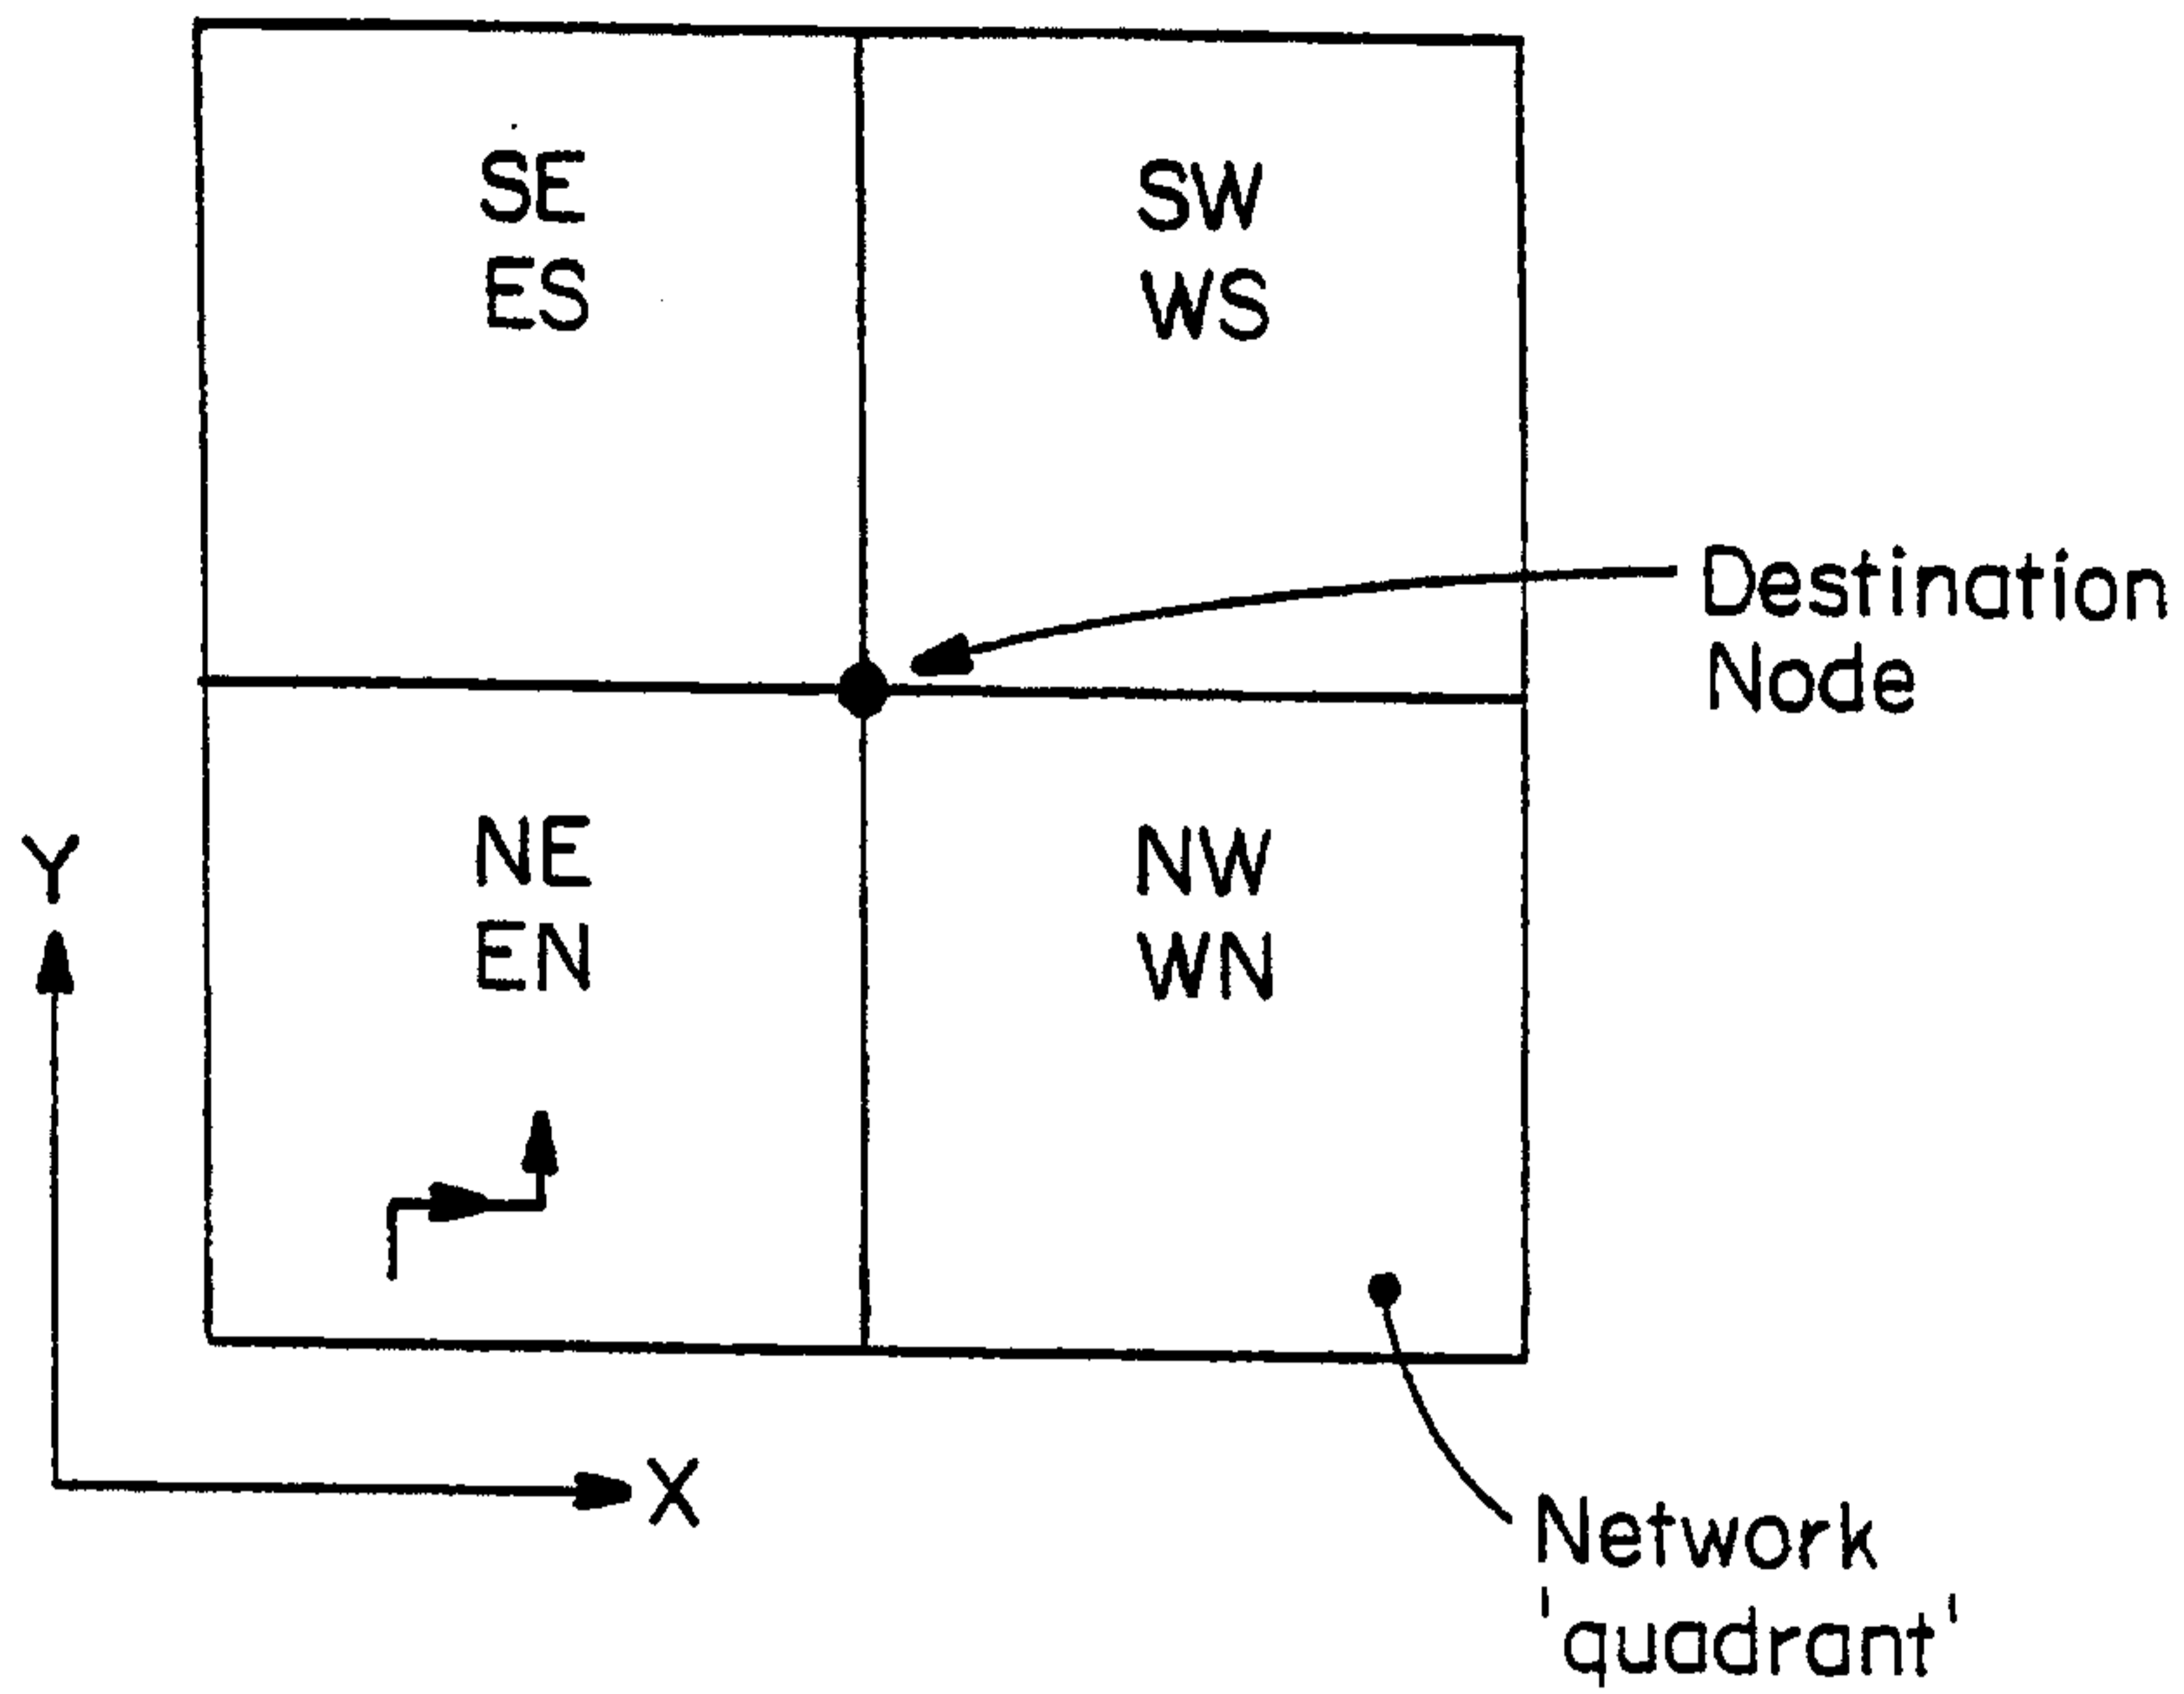 SE
ES
SW
WS
Destination
Node
NE
EN
NW
WN
Y
X
Network
'quadrant'